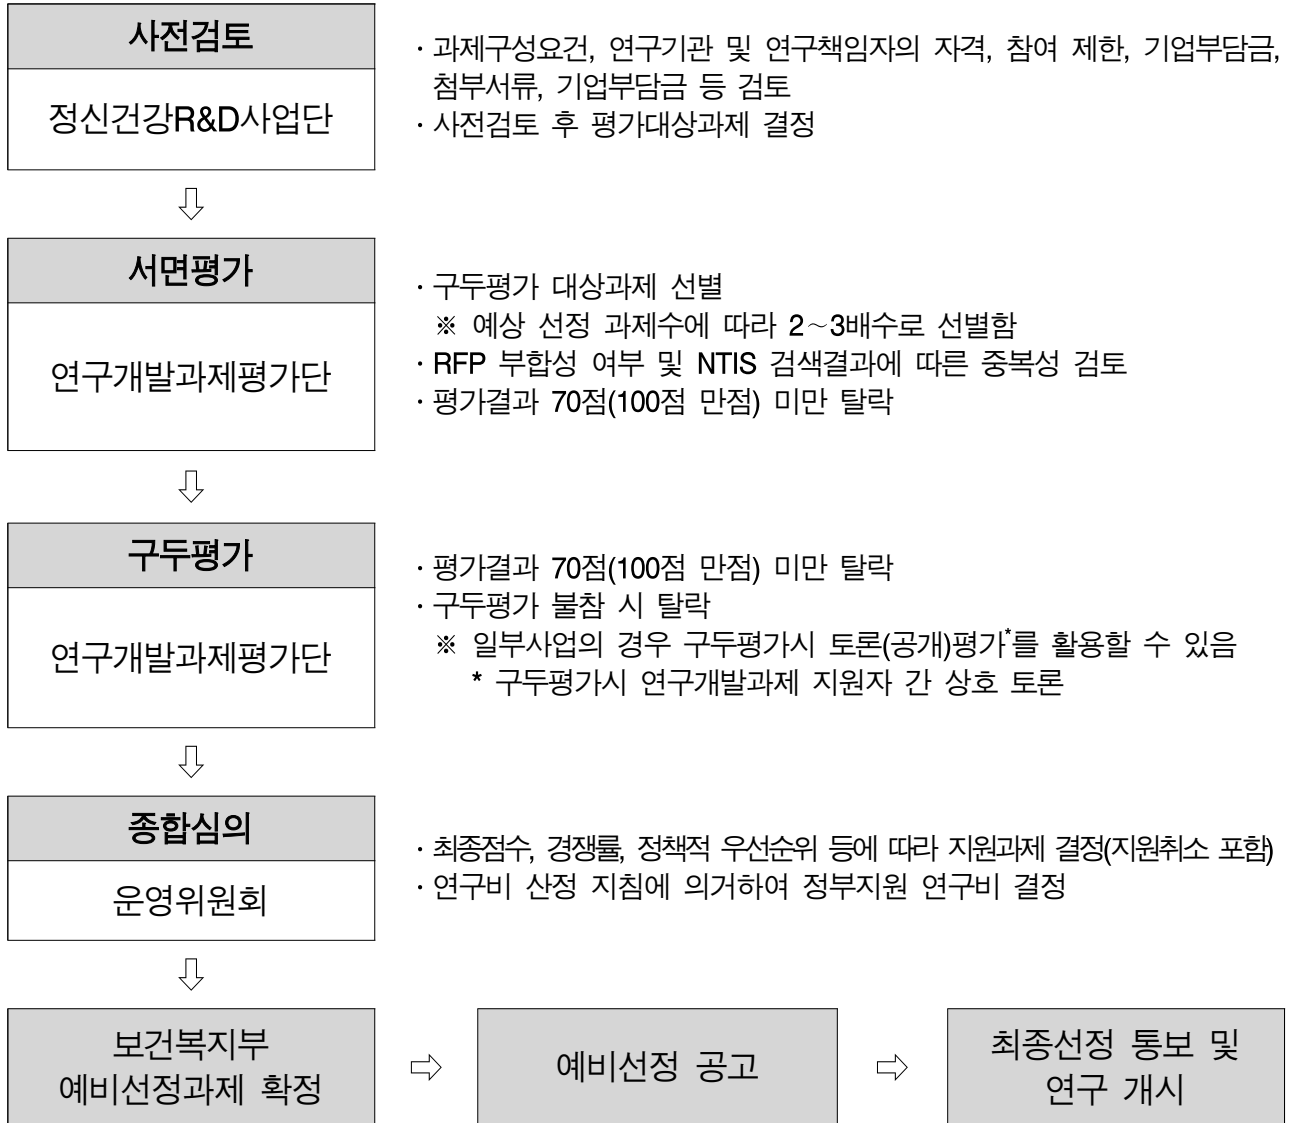 사전검토
정신건강R&D사업단
· 과제구성요건, 연구기관 및 연구책임자의 자격, 참여 제한, 기업부담금,
첨부서류, 기업부담금 등 검토
· 사전검토 후 평가대상과제 결정
⇩
서면평가
연구개발과제평가단
· 구두평가 대상과제 선별
※ 예상 선정 과제수에 따라 2∼3배수로 선별함
· RFP 부합성 여부 및 NTIS 검색결과에 따른 중복성 검토
· 평가결과 70점(100점 만점) 미만 탈락
⇩
구두평가
연구개발과제평가단
· 평가결과 70점(100점 만점) 미만 탈락
· 구두평가 불참 시 탈락
※ 일부사업의 경우 구두평가시 토론(공개)평가*를 활용할 수 있음
* 구두평가시 연구개발과제 지원자 간 상호 토론
⇩
종합심의
운영위원회
· 최종점수, 경쟁률, 정책적 우선순위 등에 따라 지원과제 결정(지원취소 포함)
· 연구비 산정 지침에 의거하여 정부지원 연구비 결정
⇩
보건복지부
예비선정과제 확정
⇨
예비선정 공고
⇨
최종선정 통보 및
연구 개시